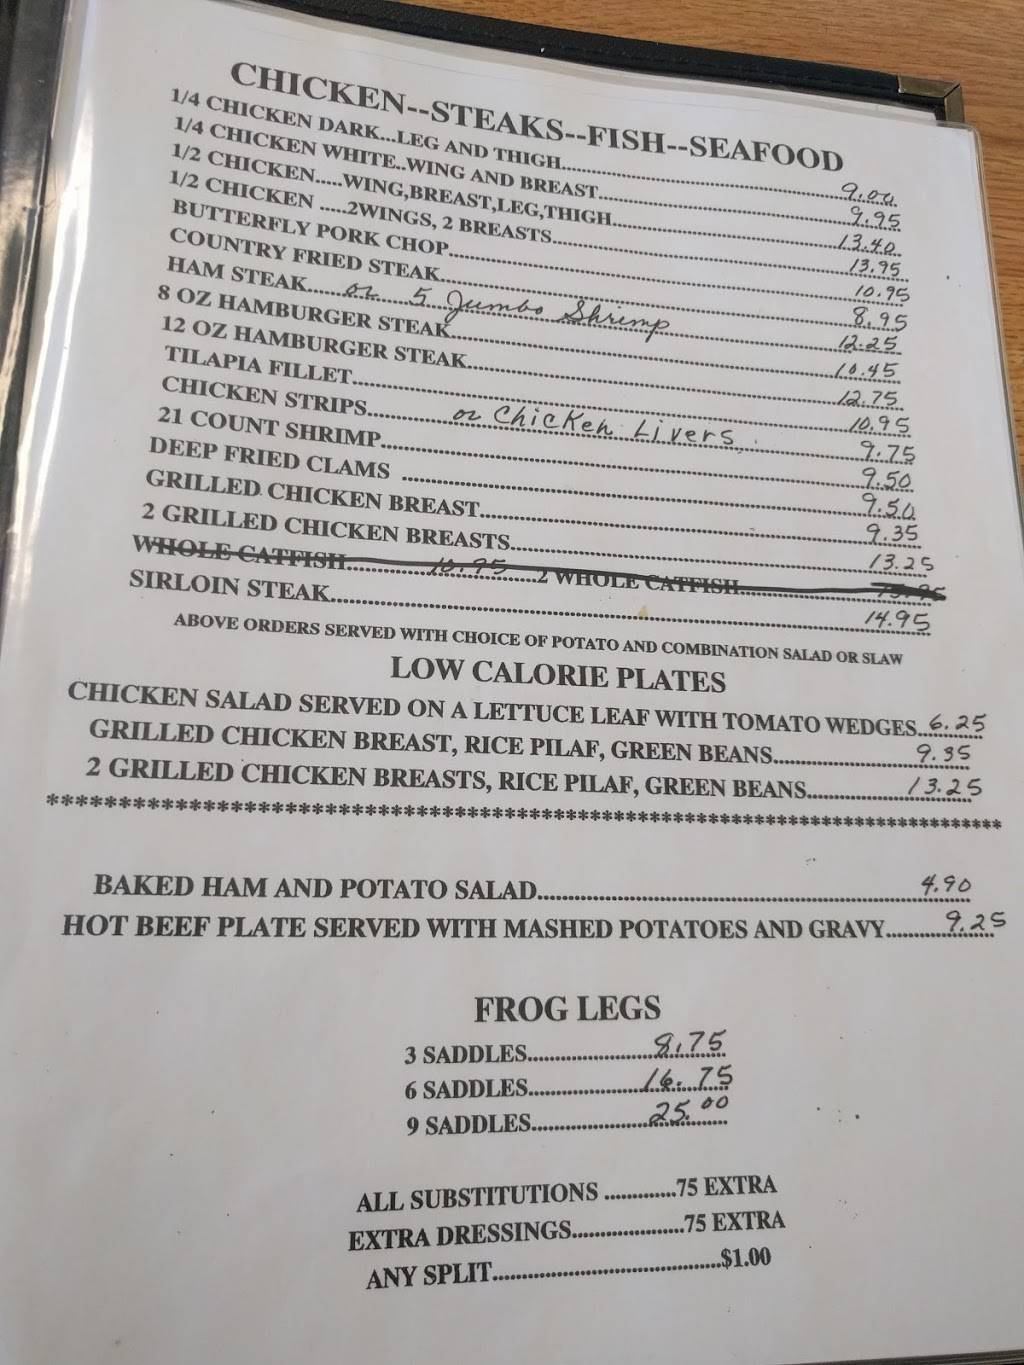 CHICKEN--STEAKS--FISH--SEAFOOD
1/4 CHICKEN DARK...LEG AND THIGH.......... 9.00
1/4 CHICKEN WHITE..WING AND BREAST.......... 9.95
1/2 CHICKEN.....WING,BREAST,LEG,THIGH.......... 13.40
1/2 CHICKEN .....2WINGS, 2 BREASTS.......... 13.95
BUTTERFLY PORK CHOP.......... 10.95
COUNTRY FRIED STEAK.......... 8.95
HAM STEAK....... or 5 Jumbo Shrimp 12.25
8 OZ HAMBURGER STEAK.......... 10.45
12 OZ HAMBURGER STEAK.......... 12.75
TILAPIA FILLET.......... 10.95
CHICKEN STRIPS.......... or Chicken Livers 9.75
21 COUNT SHRIMP.......... 9.50
DEEP FRIED CLAMS .......... 9.50
GRILLED CHICKEN BREAST.......... 9.35
2 GRILLED CHICKEN BREASTS.......... 13.25
WHOLE CATFISH.......... 10.95 ..........2 WHOLE CATFISH.......... 15.95
SIRLOIN STEAK.......... 14.95
ABOVE ORDERS SERVED WITH CHOICE OF POTATO AND COMBINATION SALAD OR SLAW
LOW CALORIE PLATES
CHICKEN SALAD SERVED ON A LETTUCE LEAF WITH TOMATO WEDGES.. 6.25
GRILLED CHICKEN BREAST, RICE PILAF, GREEN BEANS.......... 9.35
2 GRILLED CHICKEN BREASTS, RICE PILAF, GREEN BEANS.......... 13.25
**********************************************************************************
BAKED HAM AND POTATO SALAD.......... 4.90
HOT BEEF PLATE SERVED WITH MASHED POTATOES AND GRAVY.......... 9.25
FROG LEGS
3 SADDLES.......... 8.75
6 SADDLES.......... 16.75
9 SADDLES.......... 25.00
ALL SUBSTITUTIONS .............75 EXTRA
EXTRA DRESSINGS.....................75 EXTRA
ANY SPLIT..........................................$1.00